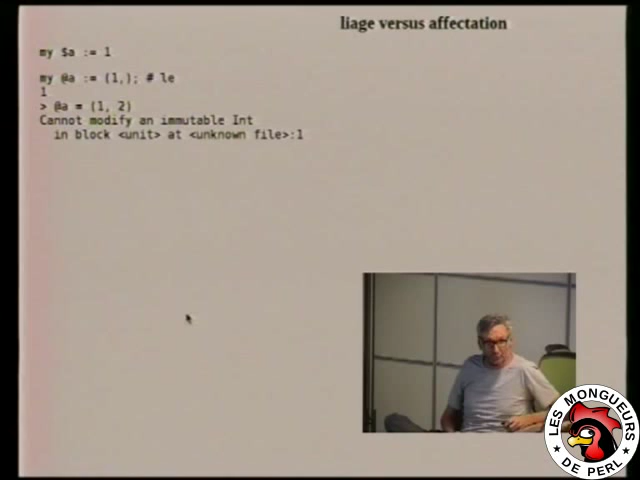 liage versus affectation
my $a := 1
my @a := (1,); # le
1
> @a = (1, 2)
Cannot modify an immutable Int
in block <unit> at <unknown file>:1
LES MONGUEURS
DE PERL